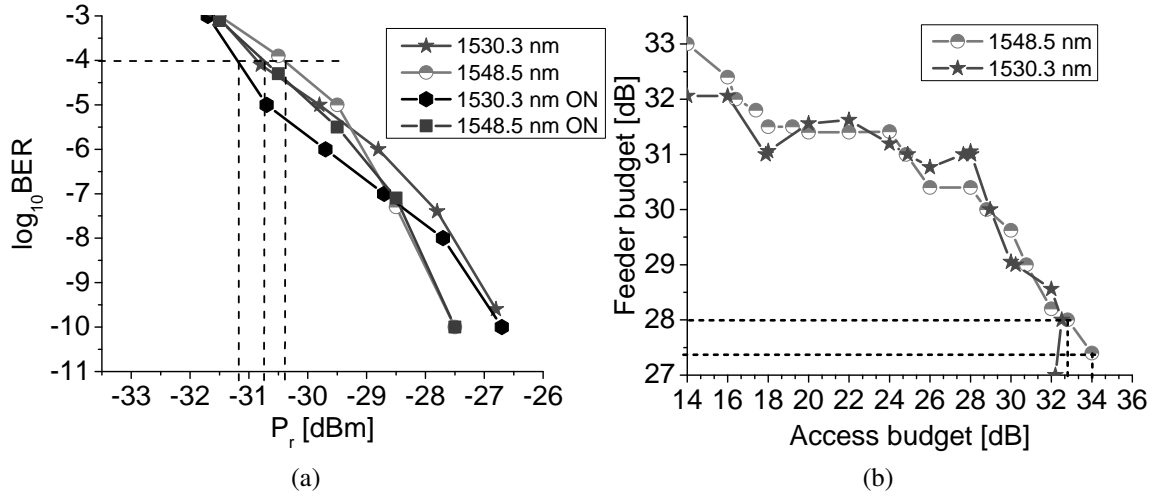 -3
-4
-5
-6
-7
-8
-9
-10
-11
log₁₀BER
-33 -32 -31 -30 -29 -28 -27 -26
Pᵣ [dBm]
1530.3 nm
1548.5 nm
1530.3 nm ON
1548.5 nm ON
(a)
33
32
31
30
29
28
27
Feeder budget [dB]
14 16 18 20 22 24 26 28 30 32 34 36
Access budget [dB]
1548.5 nm
1530.3 nm
(b)